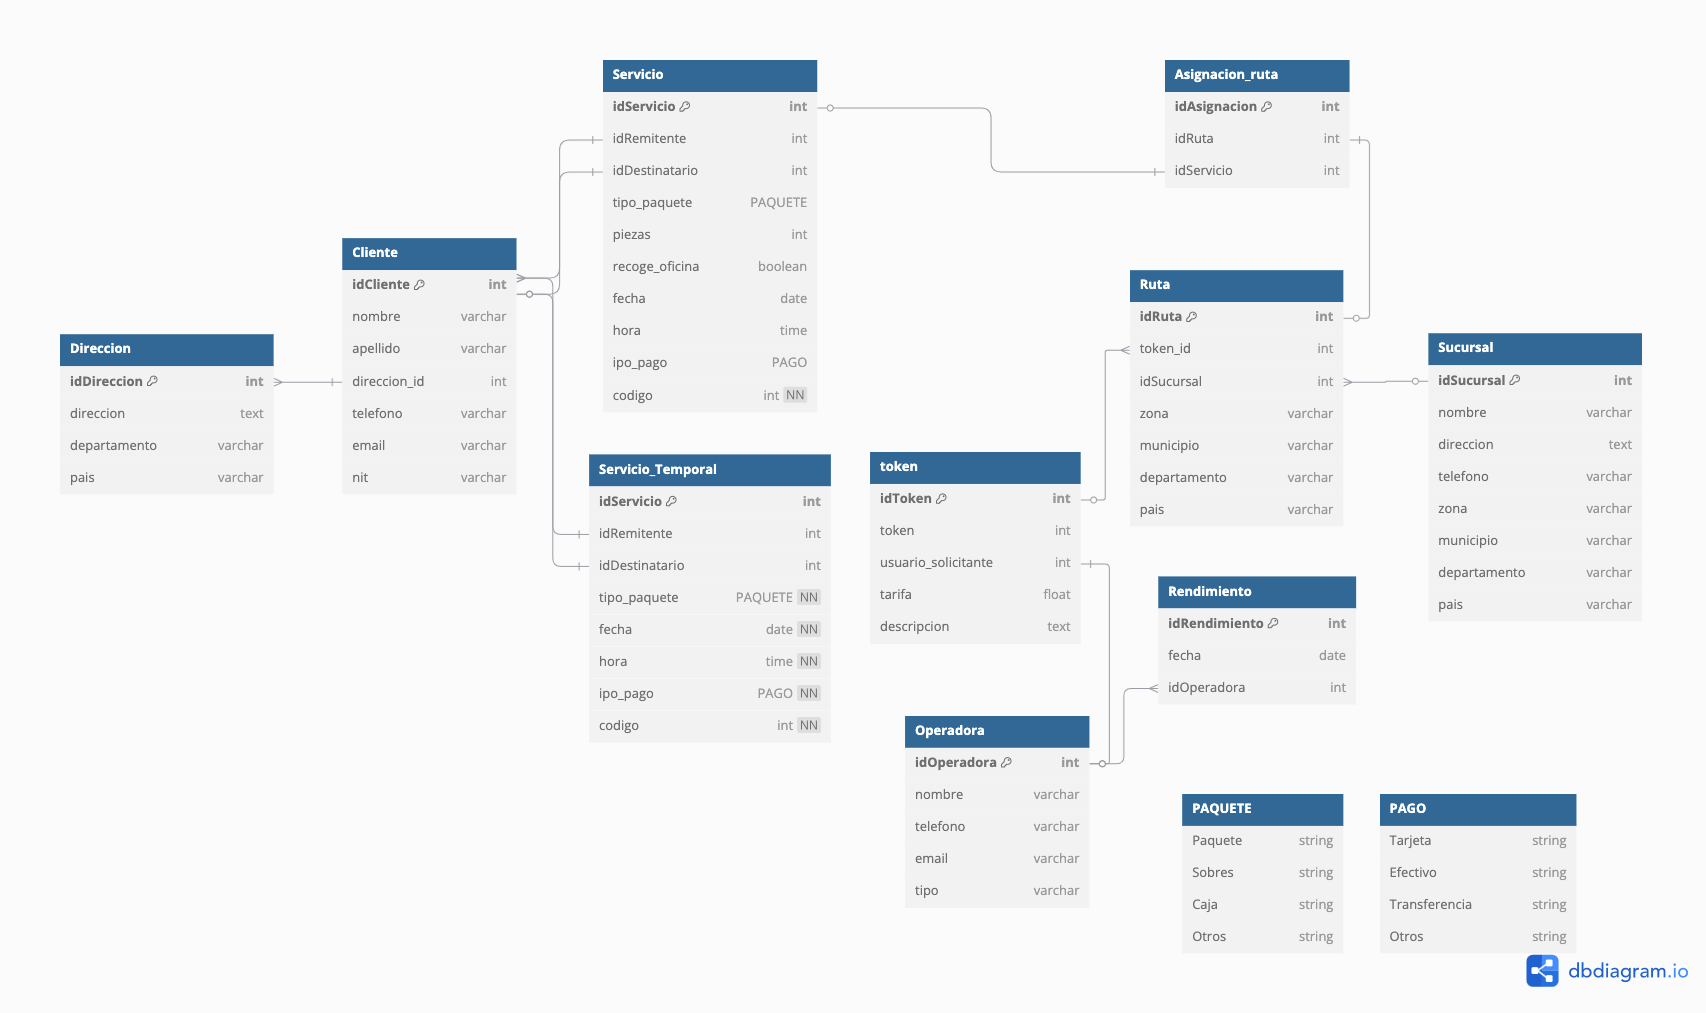 Servicio
idServicio int
idRemitente int
idDestinatario int
tipo_paquete PAQUETE
piezas int
recoge_oficina boolean
fecha date
hora time
ipo_pago PAGO
codigo int NN
Asignacion_ruta
idAsignacion int
idRuta int
idServicio int
Cliente
idCliente int
nombre varchar
apellido varchar
direccion_id int
telefono varchar
email varchar
nit varchar
Direccion
idDireccion int
direccion text
departamento varchar
pais varchar
Ruta
idRuta int
token_id int
idSucursal int
zona varchar
municipio varchar
departamento varchar
pais varchar
Sucursal
idSucursal int
nombre varchar
direccion text
telefono varchar
zona varchar
municipio varchar
departamento varchar
pais varchar
Servicio_Temporal
idServicio int
idRemitente int
idDestinatario int
tipo_paquete PAQUETE NN
fecha date NN
hora time NN
ipo_pago PAGO NN
codigo int NN
token
idToken int
token int
usuario_solicitante int
tarifa float
descripcion text
Rendimiento
idRendimiento int
fecha date
idOperadora int
Operadora
idOperadora int
nombre varchar
telefono varchar
email varchar
tipo varchar
PAQUETE
Paquete string
Sobres string
Caja string
Otros string
PAGO
Tarjeta string
Efectivo string
Transferencia string
Otros string
dbdiagram.io